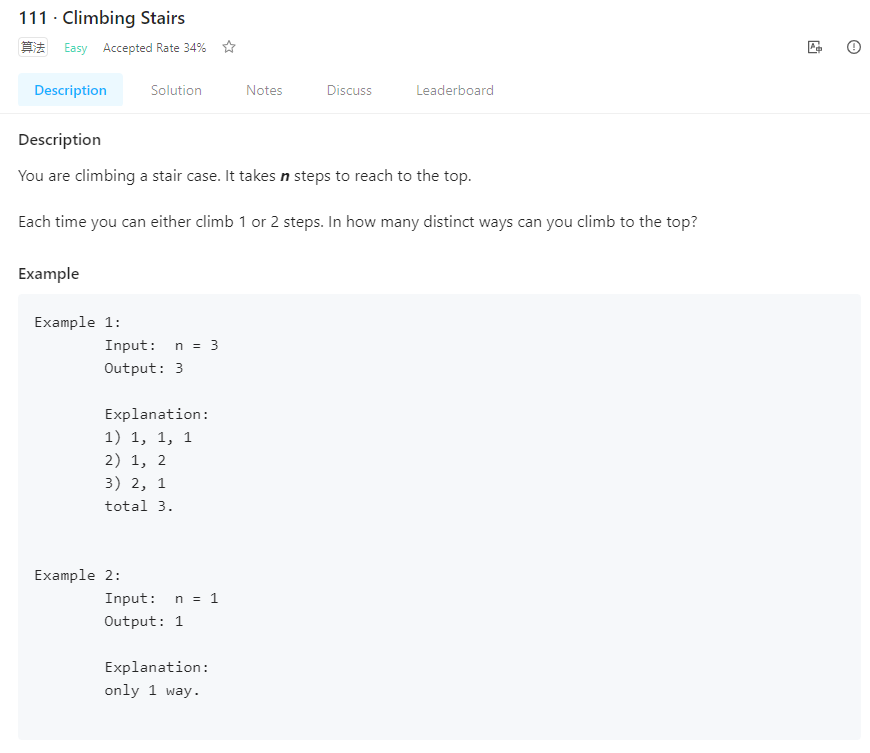 111 · Climbing Stairs
算法 Easy Accepted Rate 34%
Description Solution Notes Discuss Leaderboard
Description
You are climbing a stair case. It takes n steps to reach to the top.
Each time you can either climb 1 or 2 steps. In how many distinct ways can you climb to the top?
Example
Example 1:
Input:  n = 3
Output: 3
Explanation:
1) 1, 1, 1
2) 1, 2
3) 2, 1
total 3.
Example 2:
Input:  n = 1
Output: 1
Explanation:
only 1 way.